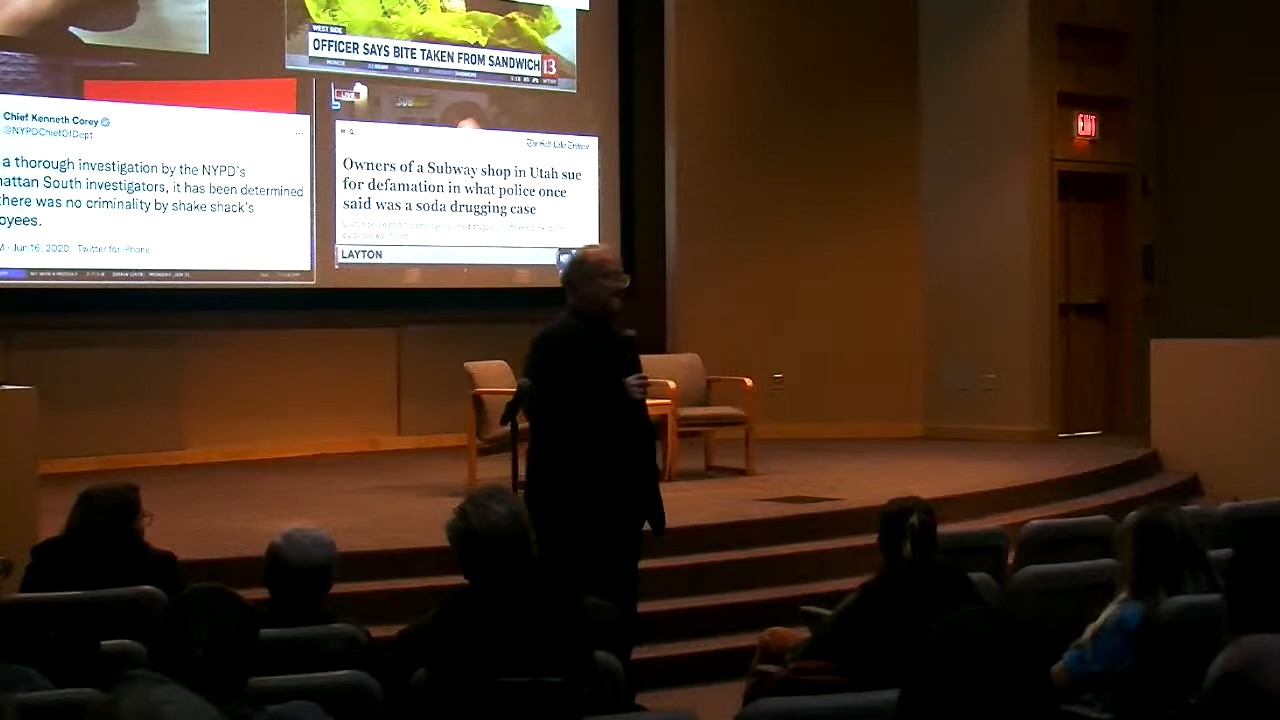 WEST SIDE
OFFICER SAYS BITE TAKEN FROM SANDWICH
13
LIVE
Chief Kenneth Corey
@NYPDChiefOfDept
a thorough investigation by the NYPD's
hattan South investigators, it has been determined
here was no criminality by shake shack's
oyees.
M · Jun 16, 2020 · Twitter for iPhone
The Salt Lake Tribune
Owners of a Subway shop in Utah sue
for defamation in what police once
said was a soda drugging case
LAYTON
EXIT